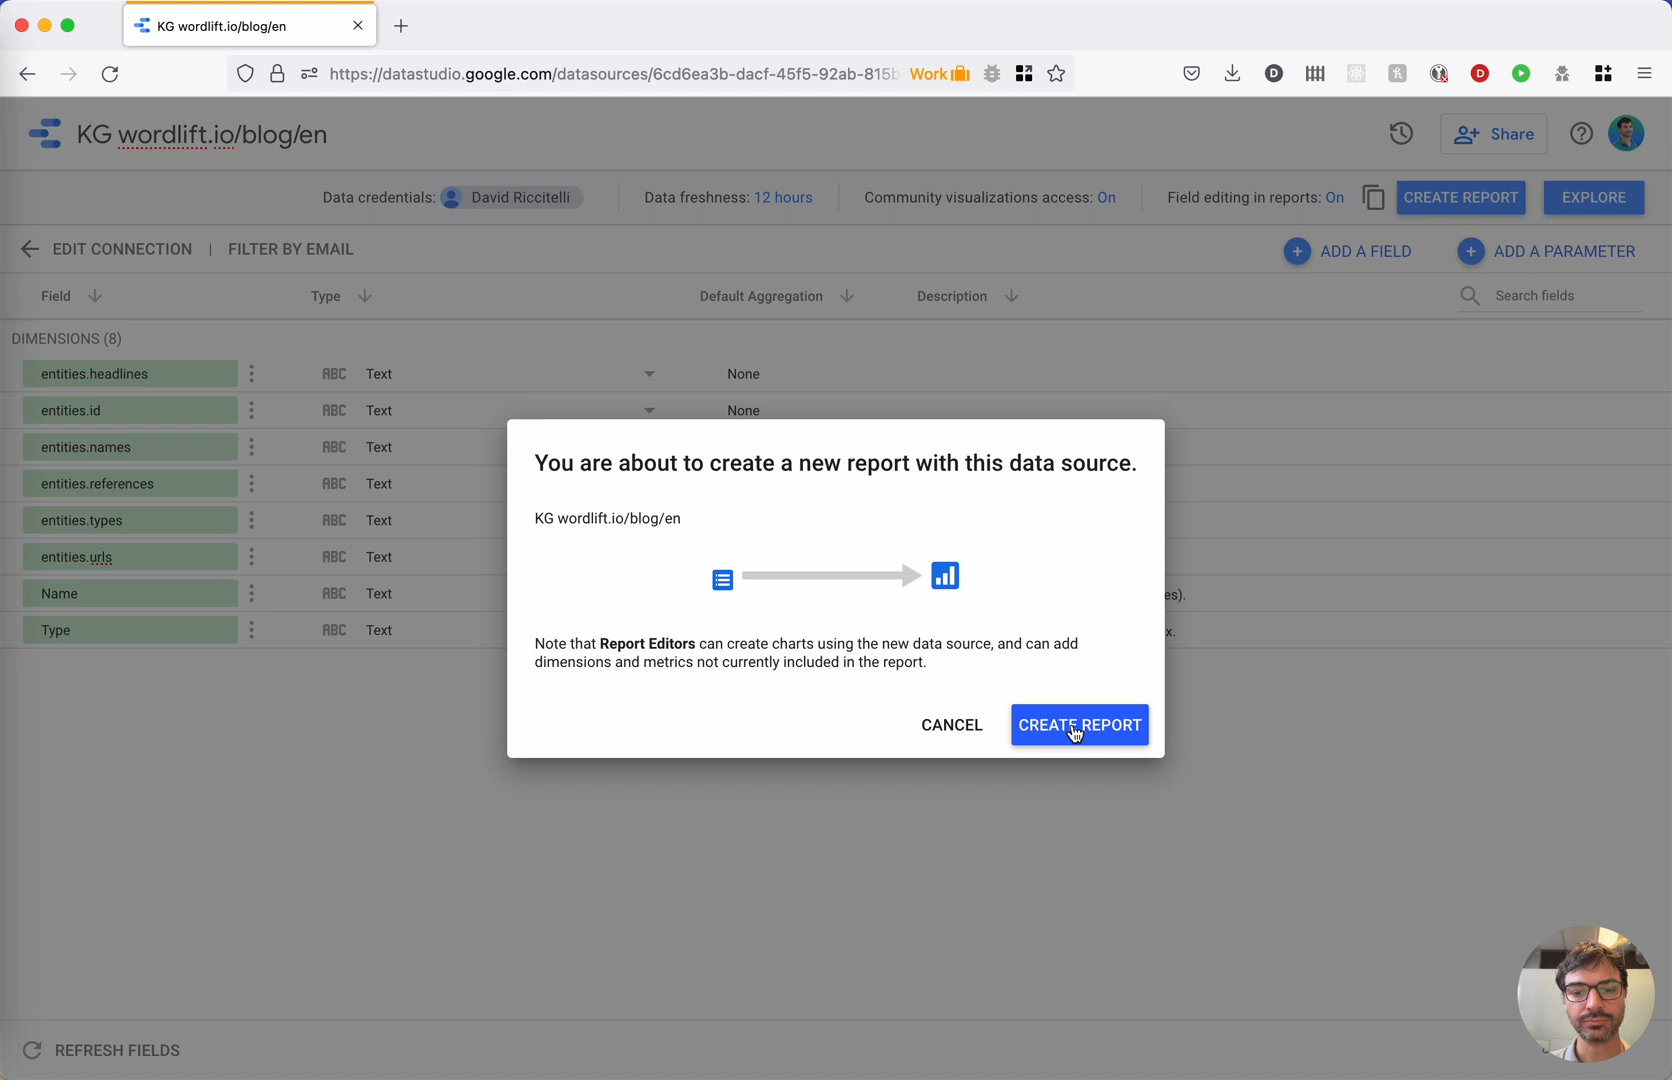 KG wordlift.io/blog/en
https://datastudio.google.com/datasources/6cd6ea3b-dacf-45f5-92ab-815b
Work
KG wordlift.io/blog/en
Share
Data credentials: David Riccitelli
Data freshness: 12 hours
Community visualizations access: On
Field editing in reports: On
CREATE REPORT
EXPLORE
EDIT CONNECTION | FILTER BY EMAIL
ADD A FIELD
ADD A PARAMETER
Field
Type
Default Aggregation
Description
Search fields
DIMENSIONS (8)
entities.headlines ABC Text None
entities.id ABC Text None
entities.names ABC Text
entities.references ABC Text
entities.types ABC Text
entities.urls ABC Text
Name ABC Text es).
Type ABC Text x.
You are about to create a new report with this data source.
KG wordlift.io/blog/en
Note that Report Editors can create charts using the new data source, and can add
dimensions and metrics not currently included in the report.
CANCEL
CREATE REPORT
REFRESH FIELDS